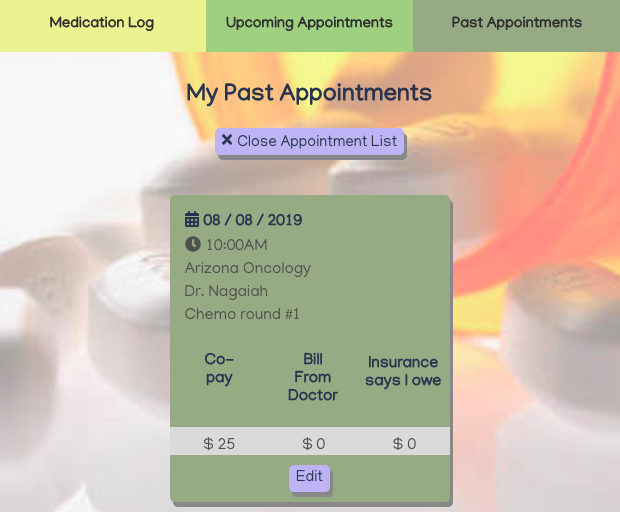 Medication Log Upcoming Appointments Past Appointments
My Past Appointments
Close Appointment List
08 / 08 / 2019
10:00AM
Arizona Oncology
Dr. Nagaiah
Chemo round #1
Co-
pay
Bill
From
Doctor
Insurance
says I owe
$ 25 $ 0 $ 0
Edit